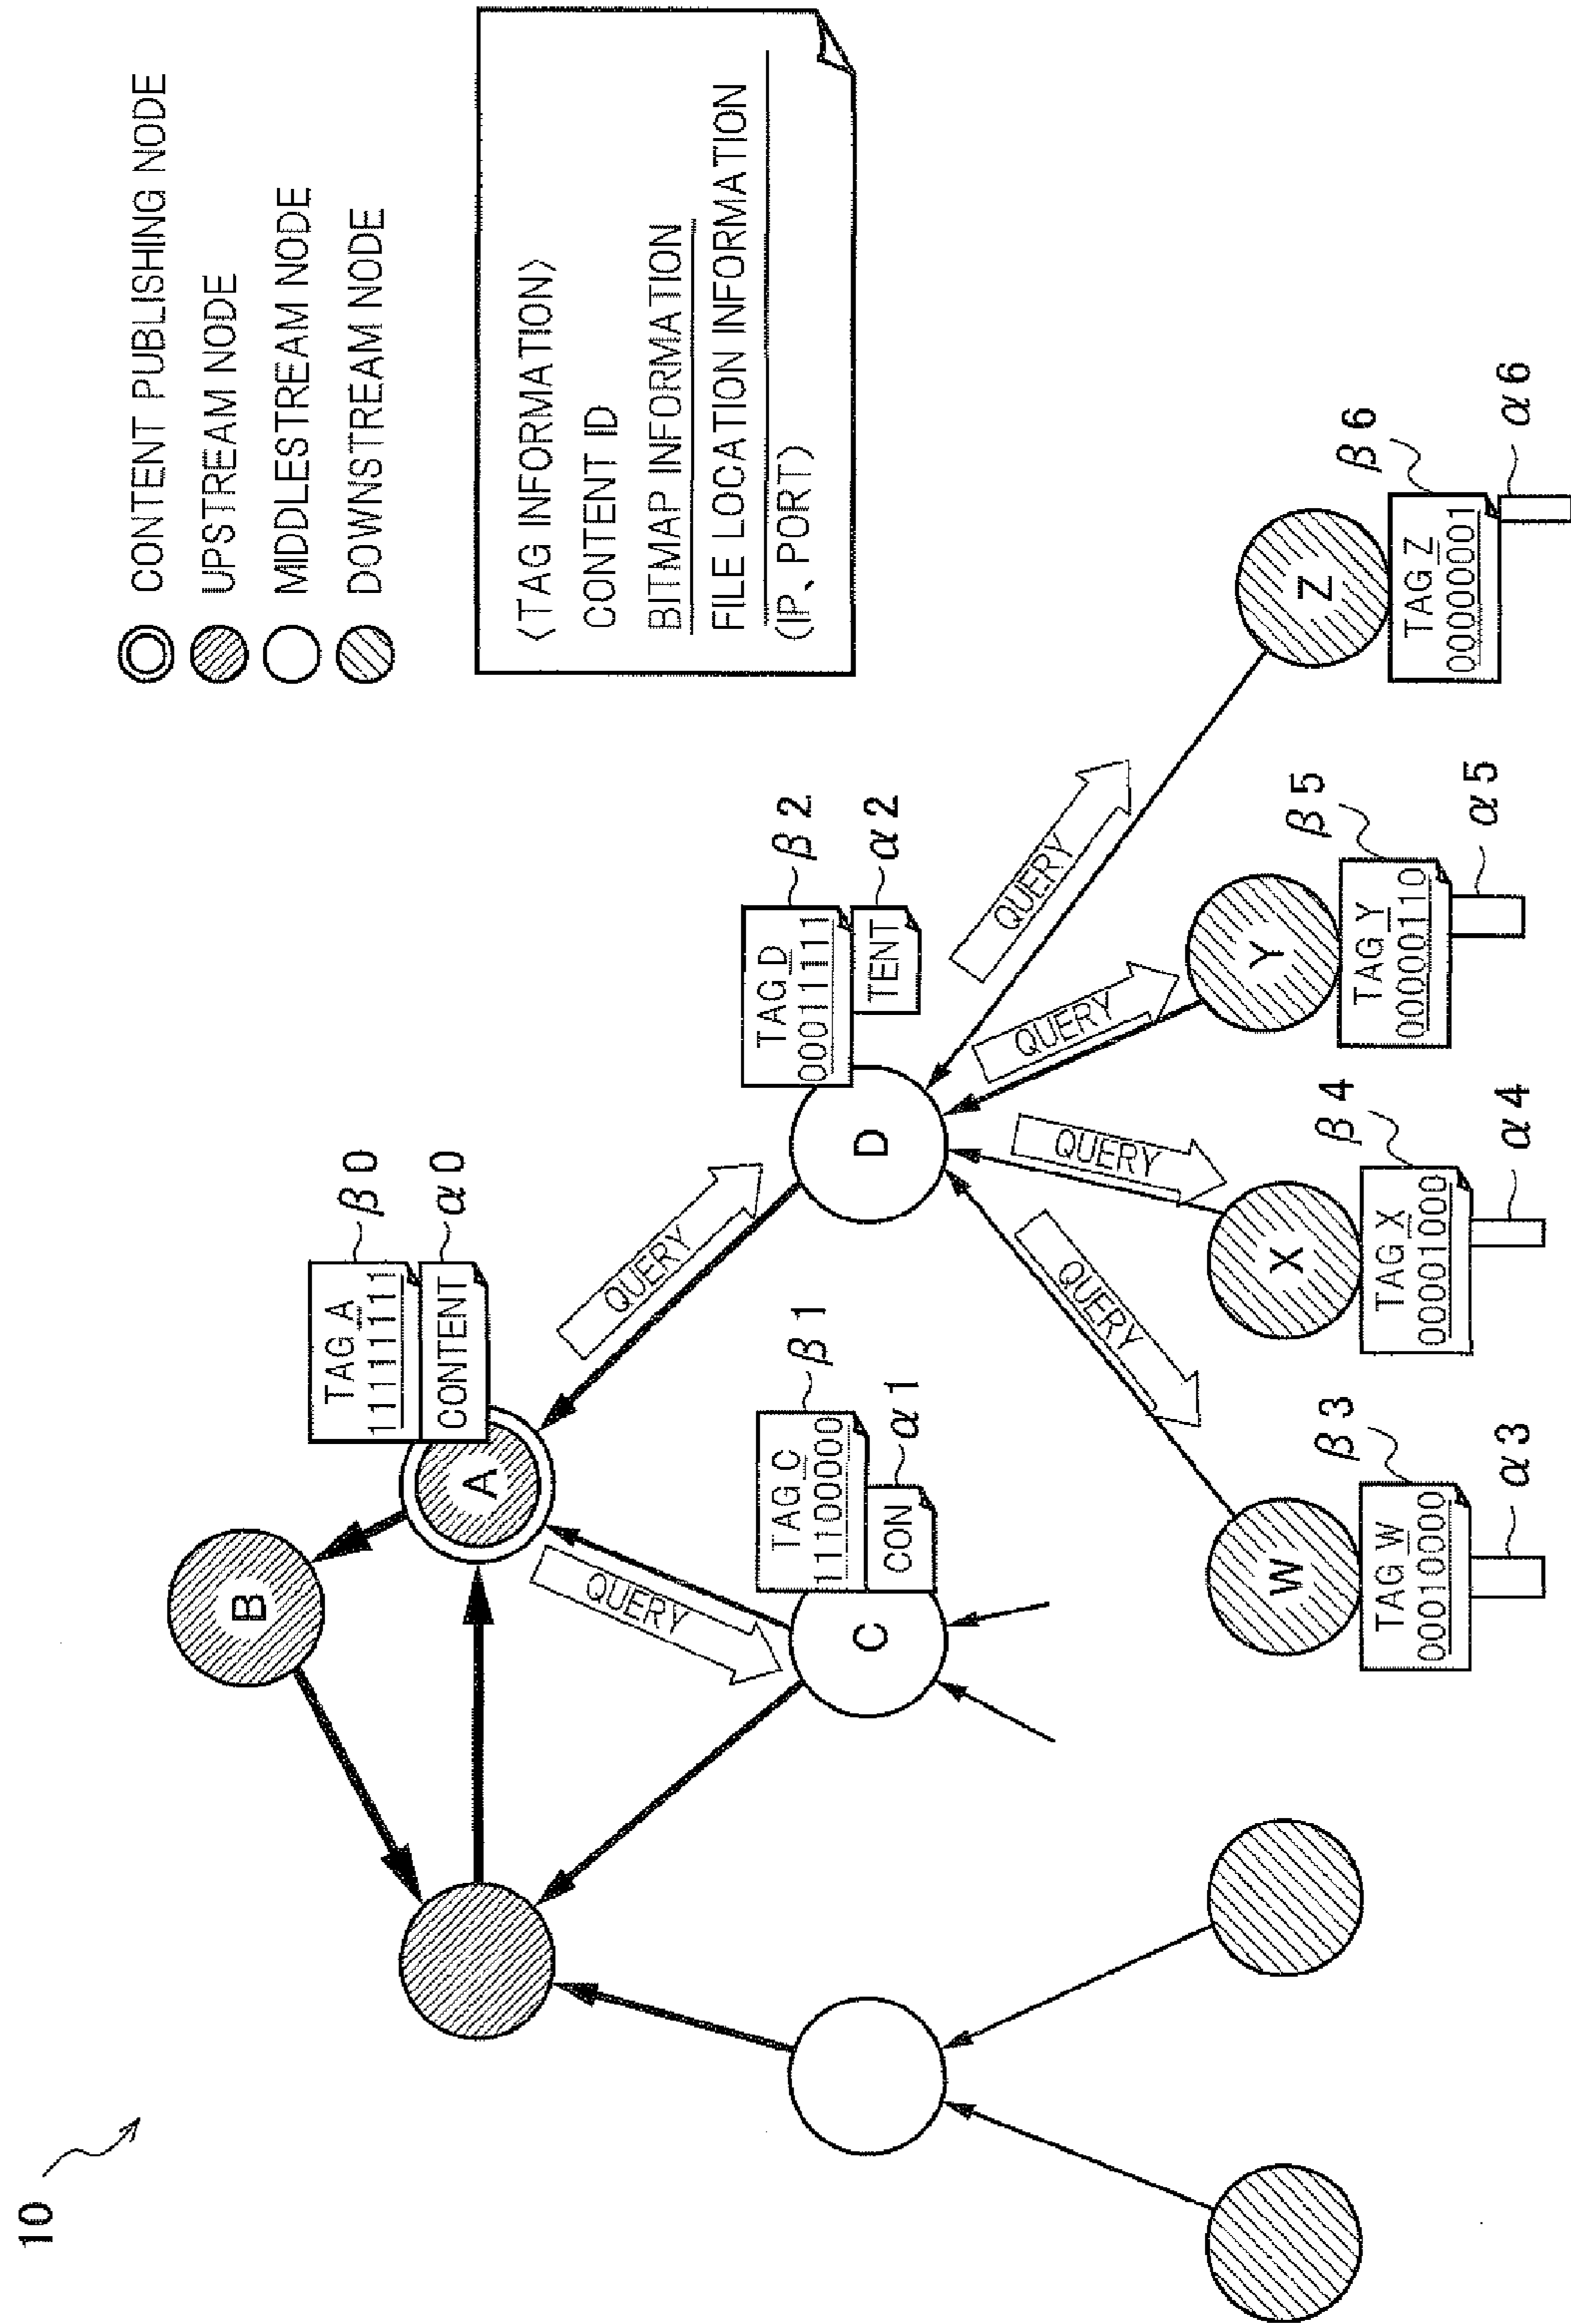 10
CONTENT PUBLISHING NODE
UPSTREAM NODE
MIDDLESTREAM NODE
DOWNSTREAM NODE
<TAG INFORMATION>
CONTENT ID
BITMAP INFORMATION
FILE LOCATION INFORMATION
(IP、PORT)
B
A
TAG A
11111111
β0
CONTENT
α0
QUERY
QUERY
C
TAG C
11100000
β1
CON
α1
D
TAG D
00011111
β2
TENT
α2
QUERY
QUERY
QUERY
QUERY
W
TAG W
00010000
β3
α3
X
TAG X
00001000
β4
α4
Y
TAG Y
00000110
β5
α5
Z
TAG Z
00000001
β6
α6